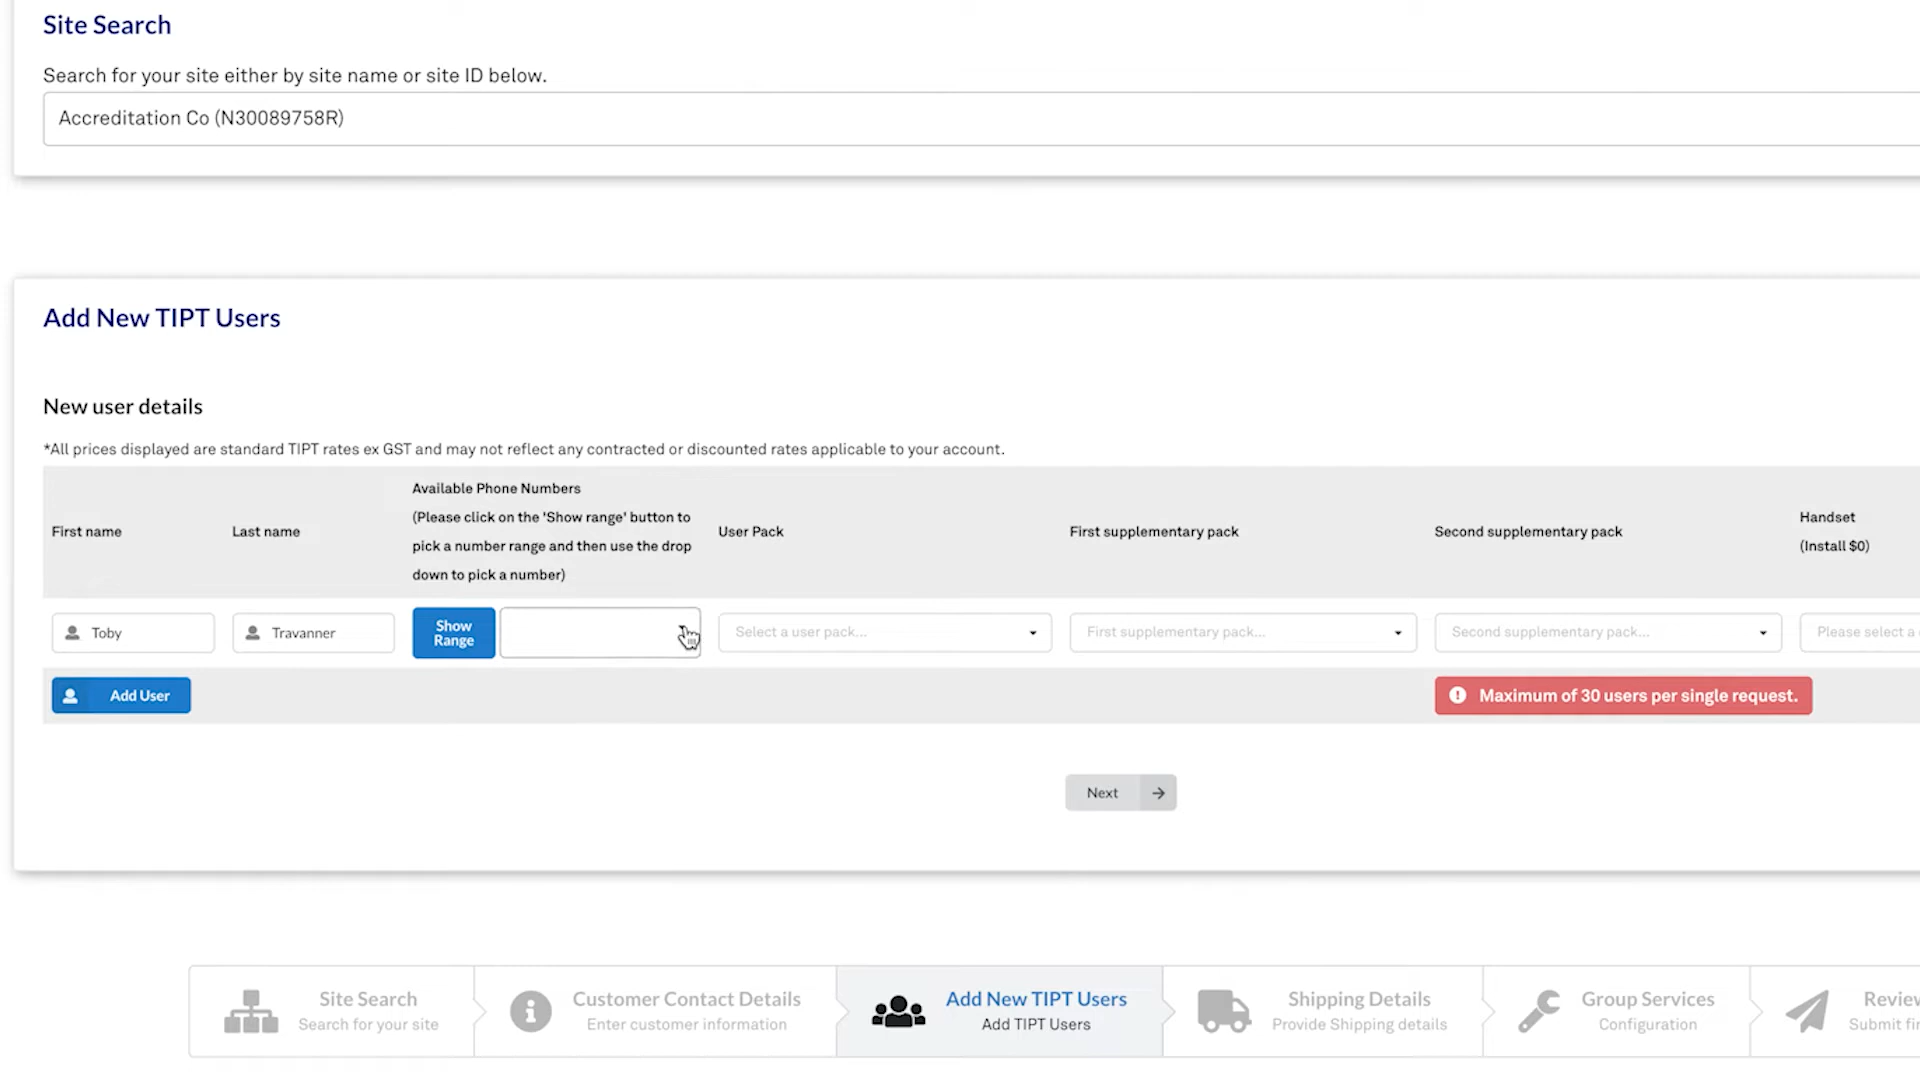 Site Search
Search for your site either by site name or site ID below.
Accreditation Co (N30089758R)
Add New TIPT Users
New user details
*All prices displayed are standard TIPT rates ex GST and may not reflect any contracted or discounted rates applicable to your account.
First name
Last name
Available Phone Numbers
(Please click on the 'Show range' button to
pick a number range and then use the drop
down to pick a number)
User Pack
First supplementary pack
Second supplementary pack
Handset
(Install $0)
Toby
Travanner
Show
Range
Select a user pack...
First supplementary pack...
Second supplementary pack...
Please select a
Add User
Maximum of 30 users per single request.
Next
Site Search
Search for your site
Customer Contact Details
Enter customer information
Add New TIPT Users
Add TIPT Users
Shipping Details
Provide Shipping details
Group Services
Configuration
Review
Submit